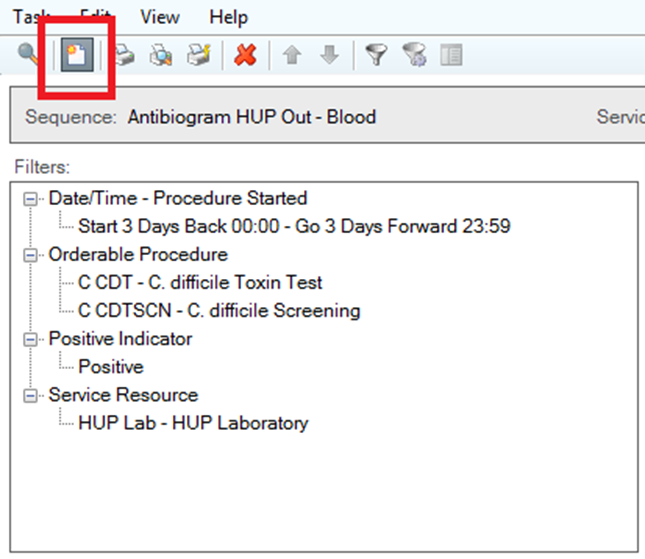 Task Edit View Help
Sequence: Antibiogram HUP Out - Blood Servic
Filters:
Date/Time - Procedure Started
Start 3 Days Back 00:00 - Go 3 Days Forward 23:59
Orderable Procedure
C CDT - C. difficile Toxin Test
C CDTSCN - C. difficile Screening
Positive Indicator
Positive
Service Resource
HUP Lab - HUP Laboratory